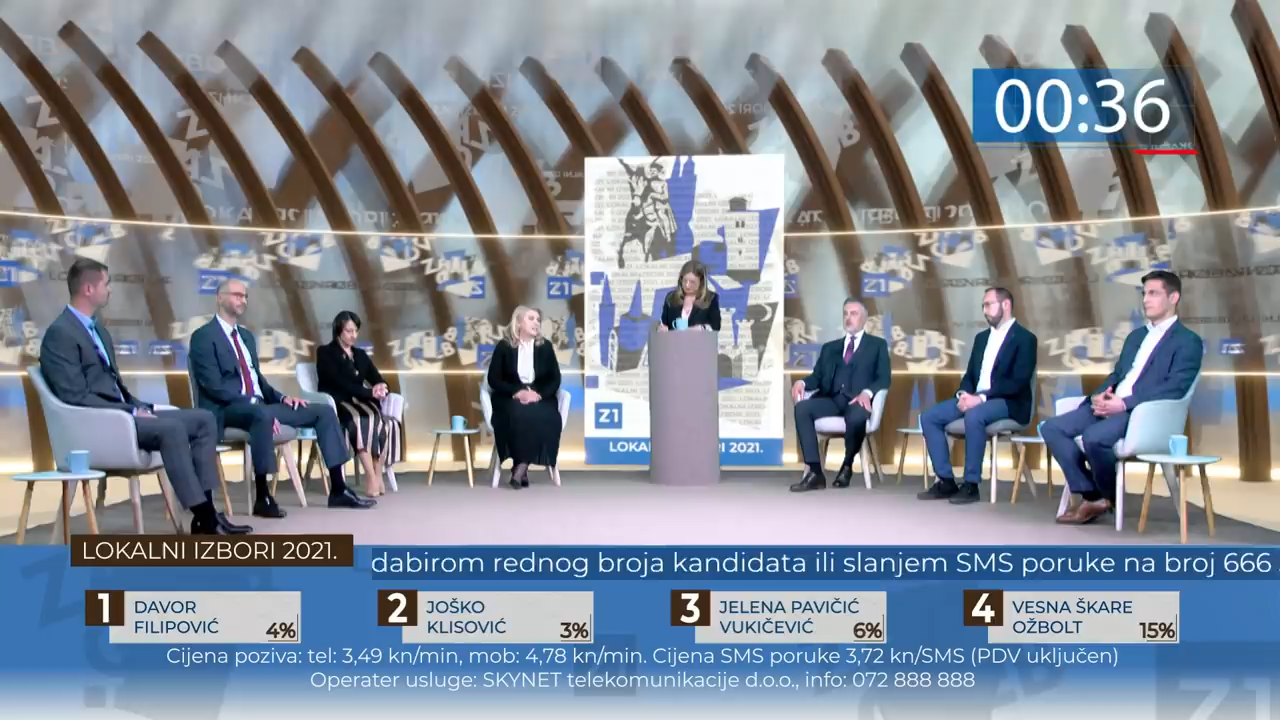 00:36
Z1
Z1
Z1
LOKALNI IZBORI 2021.
dabirom rednog broja kandidata ili slanjem SMS poruke na broj 666
1 DAVOR FILIPOVIĆ 4%
2 JOŠKO KLISOVIĆ 3%
3 JELENA PAVIČIĆ VUKIČEVIĆ 6%
4 VESNA ŠKARE OŽBOLT 15%
Cijena poziva: tel: 3,49 kn/min, mob: 4,78 kn/min. Cijena SMS poruke 3,72 kn/SMS (PDV uključen)
Operater usluge: SKYNET telekomunikacije d.o.o., info: 072 888 888